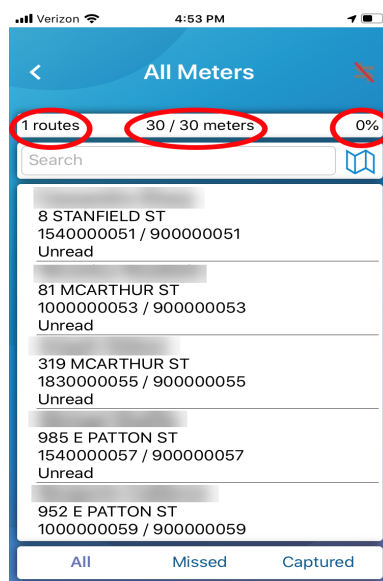 Verizon 4:53 PM
All Meters
1 routes 30 / 30 meters 0%
Search
8 STANFIELD ST
1540000051 / 900000051
Unread
81 MCARTHUR ST
1000000053 / 900000053
Unread
319 MCARTHUR ST
1830000055 / 900000055
Unread
985 E PATTON ST
1540000057 / 900000057
Unread
952 E PATTON ST
1000000059 / 900000059
All Missed Captured